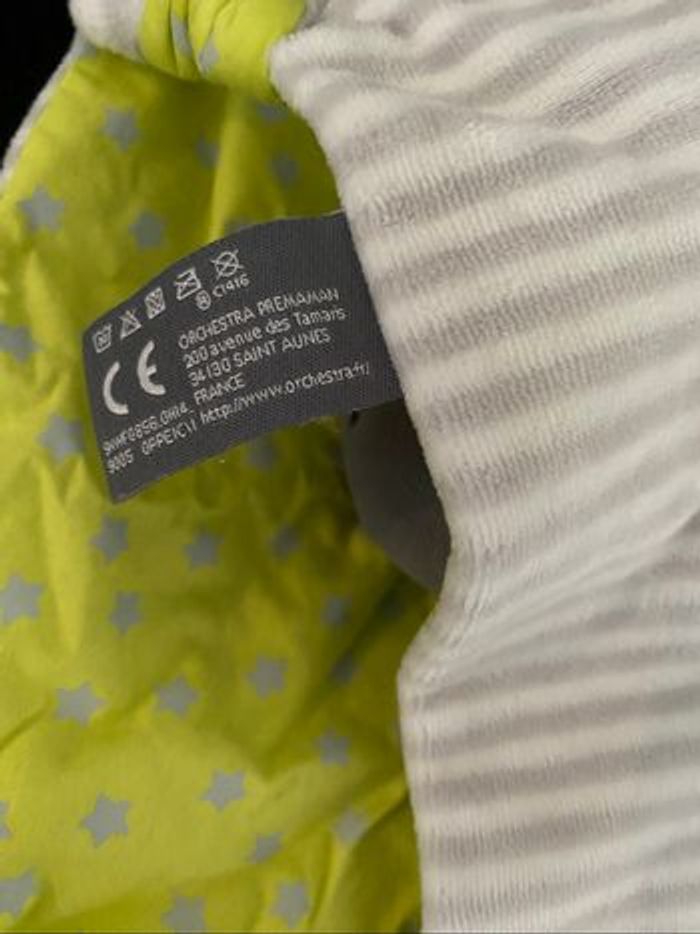 C1416
CE
ORCHESTRA PREMAMAN
200 avenue des Tamaris
34130 SAINT AUNES
FRANCE
http://www.orchestra.fr/